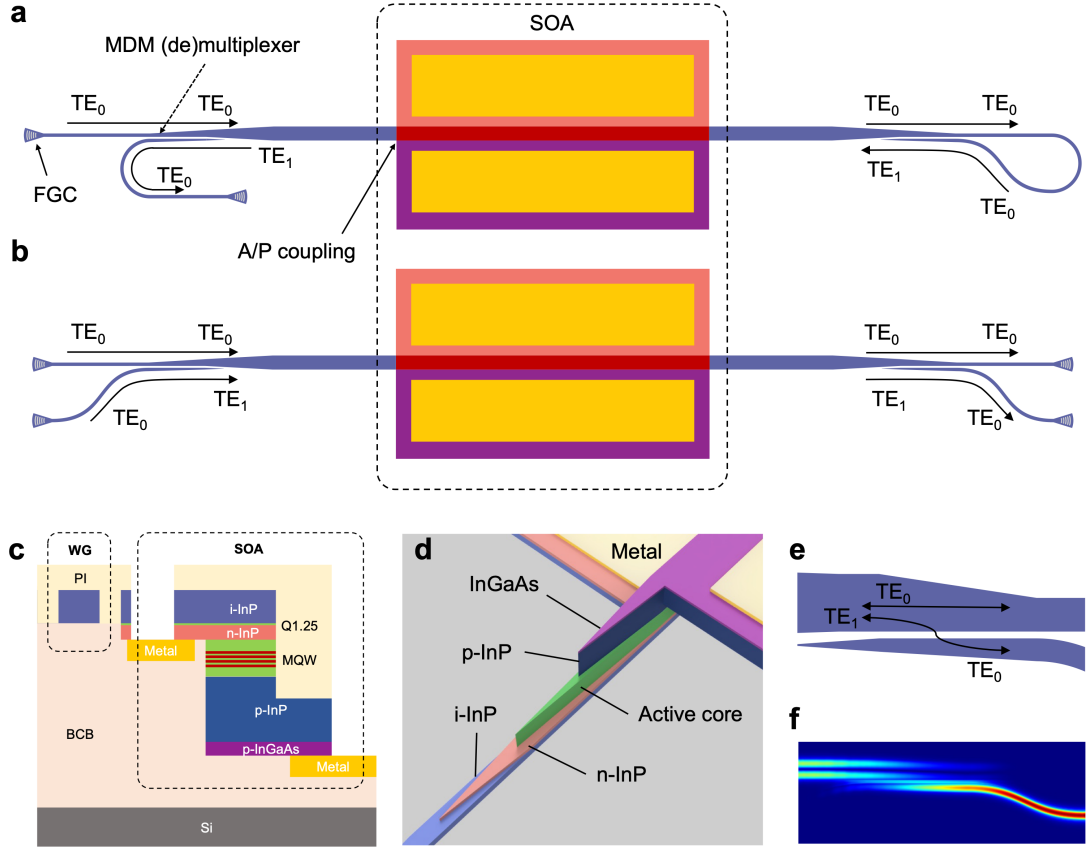 a
SOA
MDM (de)multiplexer
TE₀ TE₀ TE₀ TE₀
TE₁ TE₁
TE₀ TE₀
FGC
A/P coupling
b
TE₀ TE₀ TE₀ TE₀
TE₁ TE₁
TE₀ TE₀
c
WG SOA
PI
i-InP
n-InP Q1.25
Metal MQW
p-InP
BCB
p-InGaAs
Metal
Si
d
Metal
InGaAs
p-InP
i-InP Active core
n-InP
e
TE₀
TE₁
TE₀
f